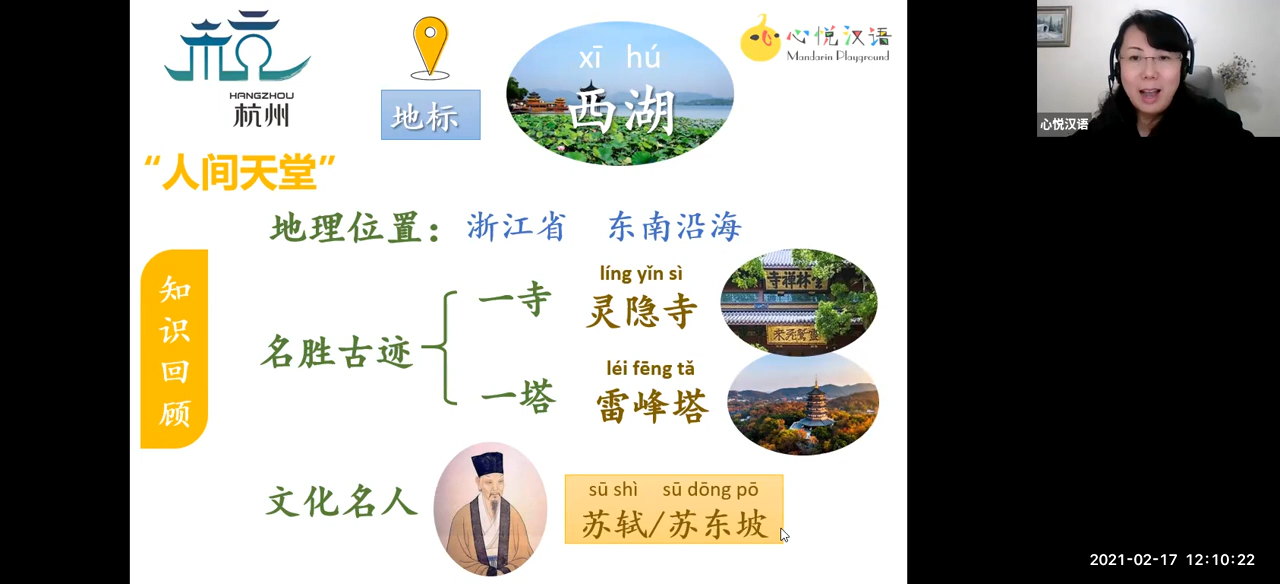 HANGZHOU
杭州
地标
xī hú
西湖
心悦汉语
Mandarin Playground
心悦汉语
“人间天堂”
地理位置：浙江省 东南沿海
知识回顾
名胜古迹
一寺
líng yǐn sì
灵隐寺
一塔
léi fēng tǎ
雷峰塔
文化名人
sū shì sū dōng pō
苏轼/苏东坡
2021-02-17 12:10:22